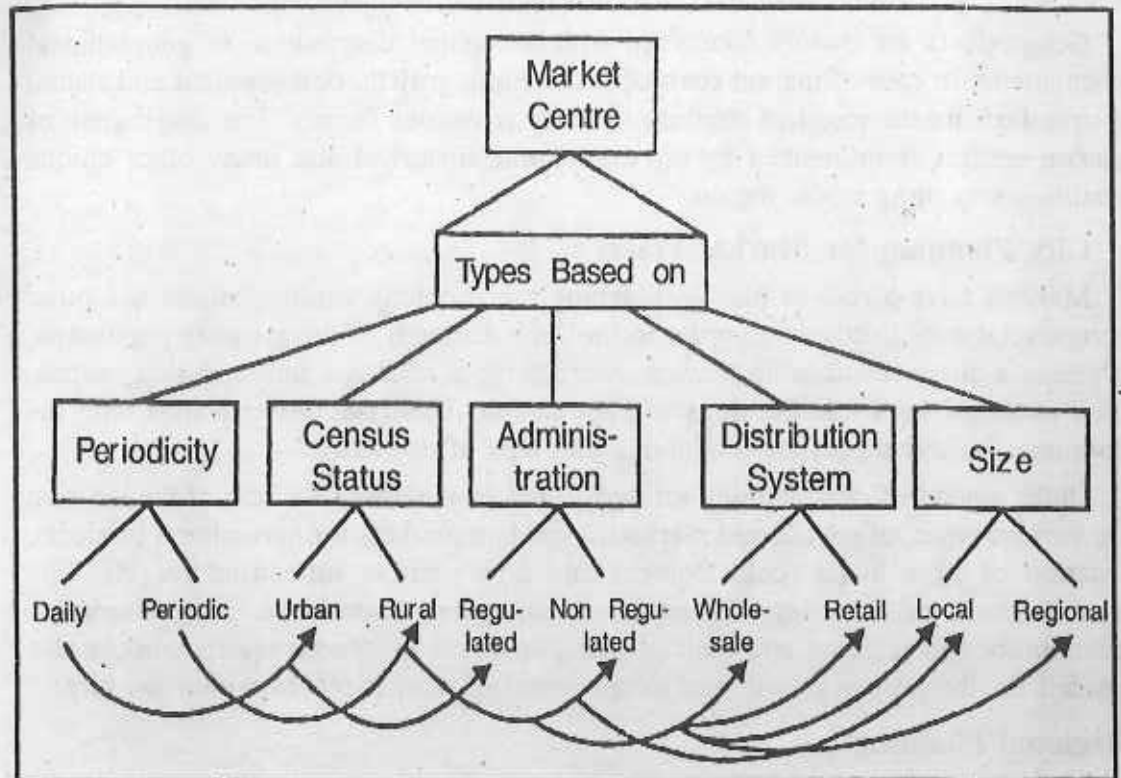 Market
Centre
Types Based on
Periodicity
Census
Status
Adminis-
tration
Distribution
System
Size
Daily
Periodic
Urban
Rural
Regu-
lated
Non Regu-
lated
Whole-
sale
Retail
Local
Regional